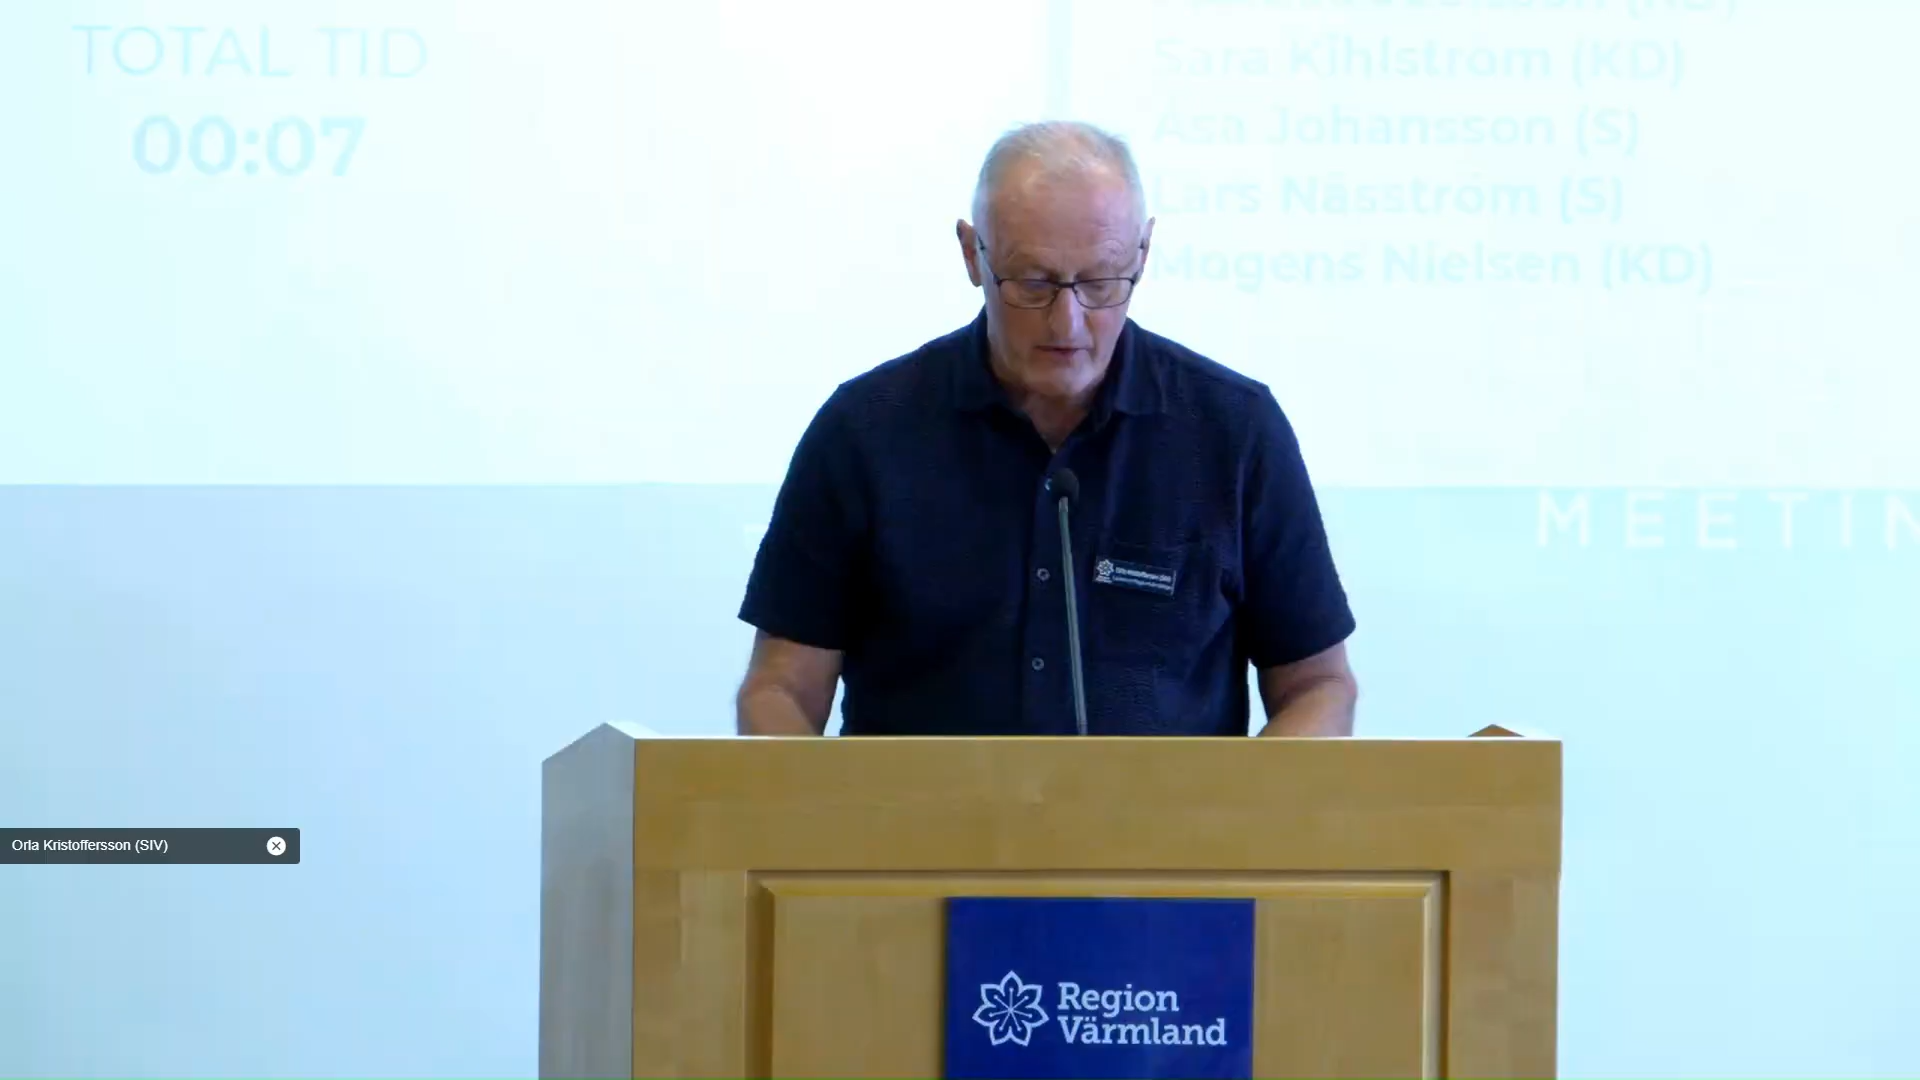 TOTAL TID
00:07
Sara Kihlström (KD)
Åsa Johansson (S)
Lars Näsström (S)
Mogens Nielsen (KD)
MEETIN
Orla Kristoffersson (SIV)
Region
Värmland